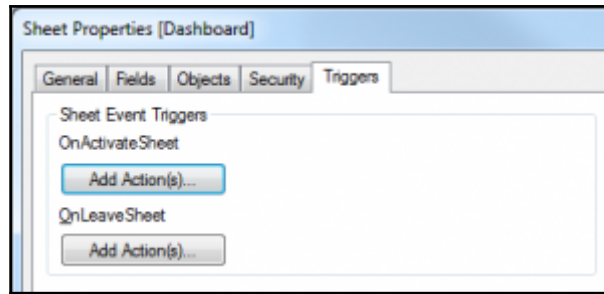 Sheet Properties [Dashboard]
General Fields Objects Security Triggers
Sheet Event Triggers
OnActivateSheet
Add Action(s)...
OnLeaveSheet
Add Action(s)...